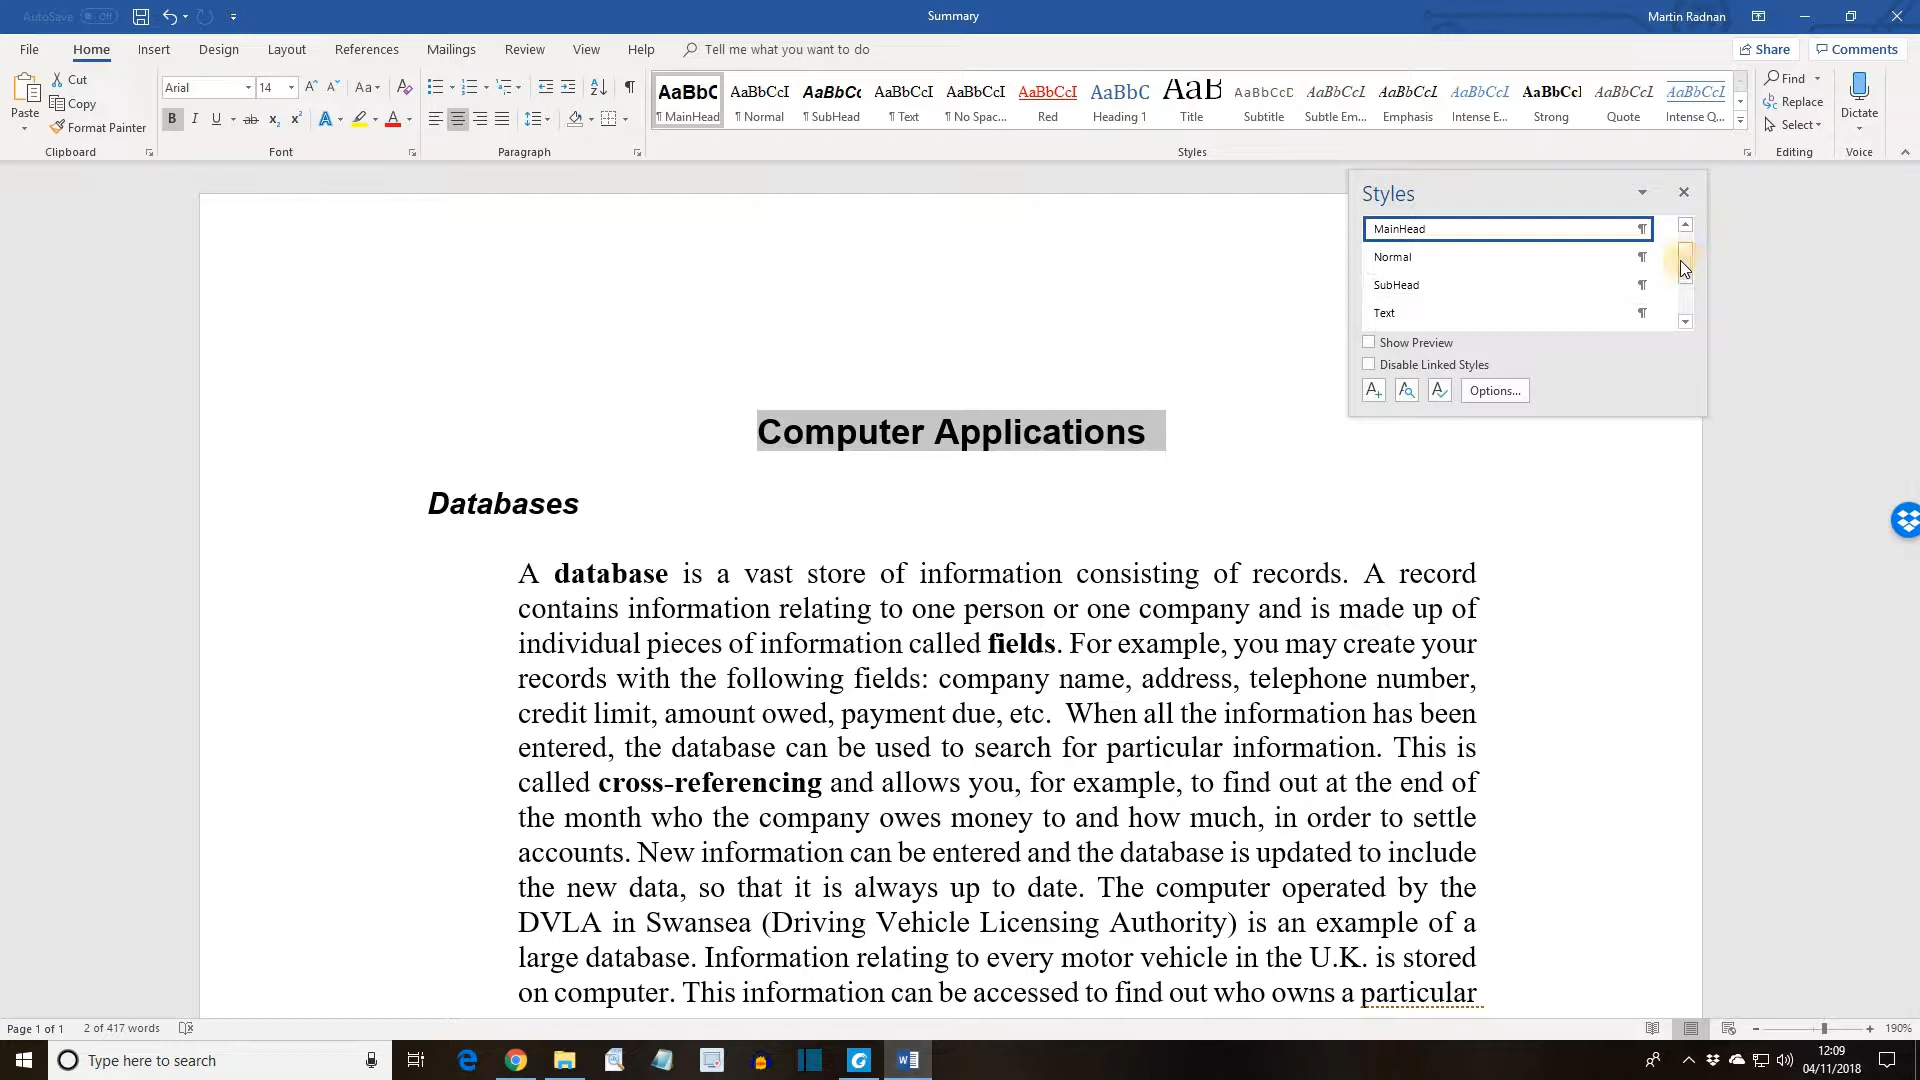 AutoSave Off
Summary
Martin Radnan
File Home Insert Design Layout References Mailings Review View Help Tell me what you want to do
Share Comments
Paste
Cut
Copy
Format Painter
Clipboard
Arial 14
Font
Paragraph
AaBbC AaBbCcI AaBbCc AaBbCcI AaBbCcI AaBbCcI AaBbC AaB AaBbCcD AaBbCcL AaBbCcL AaBbCcL AaBbCcI AaBbCcL AaBbCcI
¶ MainHead ¶ Normal ¶ SubHead ¶ Text ¶ No Spac... Red Heading 1 Title Subtitle Subtle Em... Emphasis Intense E... Strong Quote Intense Q...
Styles
Find
Replace
Select
Editing
Dictate
Voice
Styles
MainHead ¶
Normal ¶
SubHead ¶
Text ¶
Show Preview
Disable Linked Styles
Options...
Computer Applications
Databases
A database is a vast store of information consisting of records. A record
contains information relating to one person or one company and is made up of
individual pieces of information called fields. For example, you may create your
records with the following fields: company name, address, telephone number,
credit limit, amount owed, payment due, etc.  When all the information has been
entered, the database can be used to search for particular information. This is
called cross-referencing and allows you, for example, to find out at the end of
the month who the company owes money to and how much, in order to settle
accounts. New information can be entered and the database is updated to include
the new data, so that it is always up to date. The computer operated by the
DVLA in Swansea (Driving Vehicle Licensing Authority) is an example of a
large database. Information relating to every motor vehicle in the U.K. is stored
on computer. This information can be accessed to find out who owns a particular
Page 1 of 1 2 of 417 words
190%
Type here to search
12:09
04/11/2018